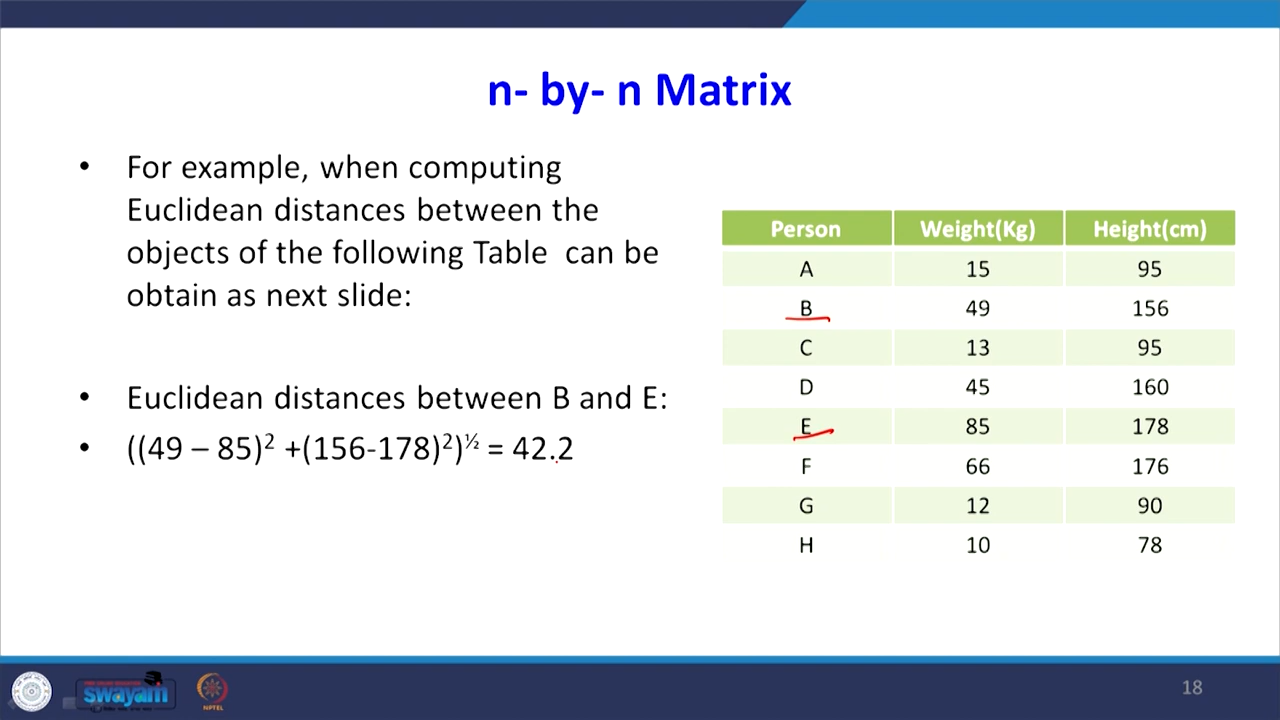 n- by- n Matrix
• For example, when computing
Euclidean distances between the
objects of the following Table can be
obtain as next slide:
• Euclidean distances between B and E:
• ((49 – 85)² +(156-178)²)^½ = 42.2
Person Weight(Kg) Height(cm)
A 15 95
B 49 156
C 13 95
D 45 160
E 85 178
F 66 176
G 12 90
H 10 78
swayam
NPTEL
18